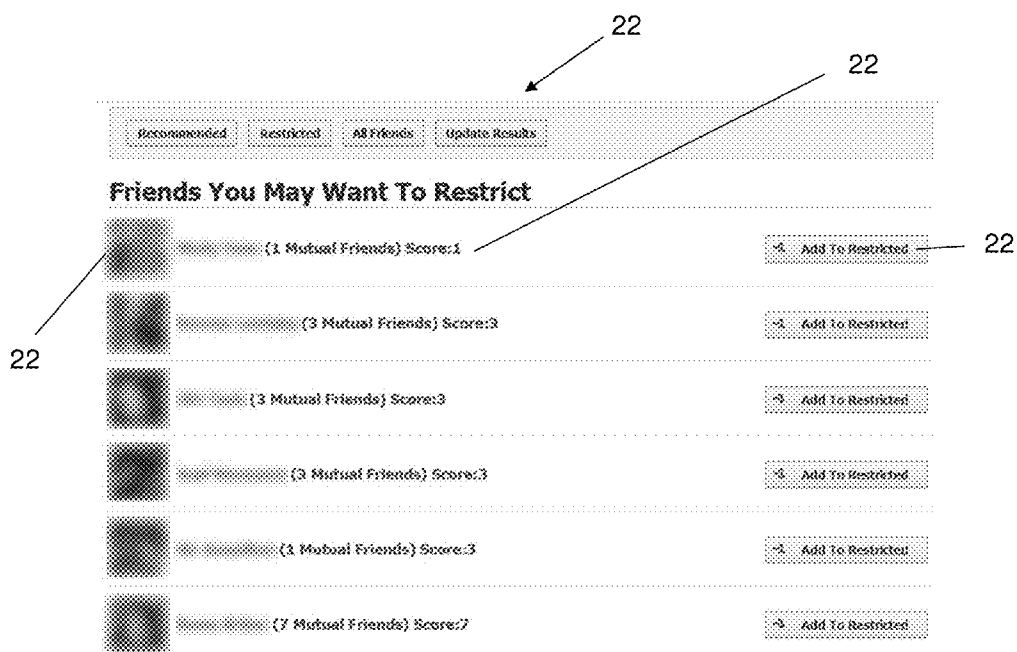 22
22
Recommended Restricted All Friends Update Results
Friends You May Want To Restrict
(1 Mutual Friends) Score:1 Add To Restricted 22
22
(3 Mutual Friends) Score:3 Add To Restricted
(3 Mutual Friends) Score:3 Add To Restricted
(3 Mutual Friends) Score:3 Add To Restricted
(1 Mutual Friends) Score:3 Add To Restricted
(7 Mutual Friends) Score:7 Add To Restricted